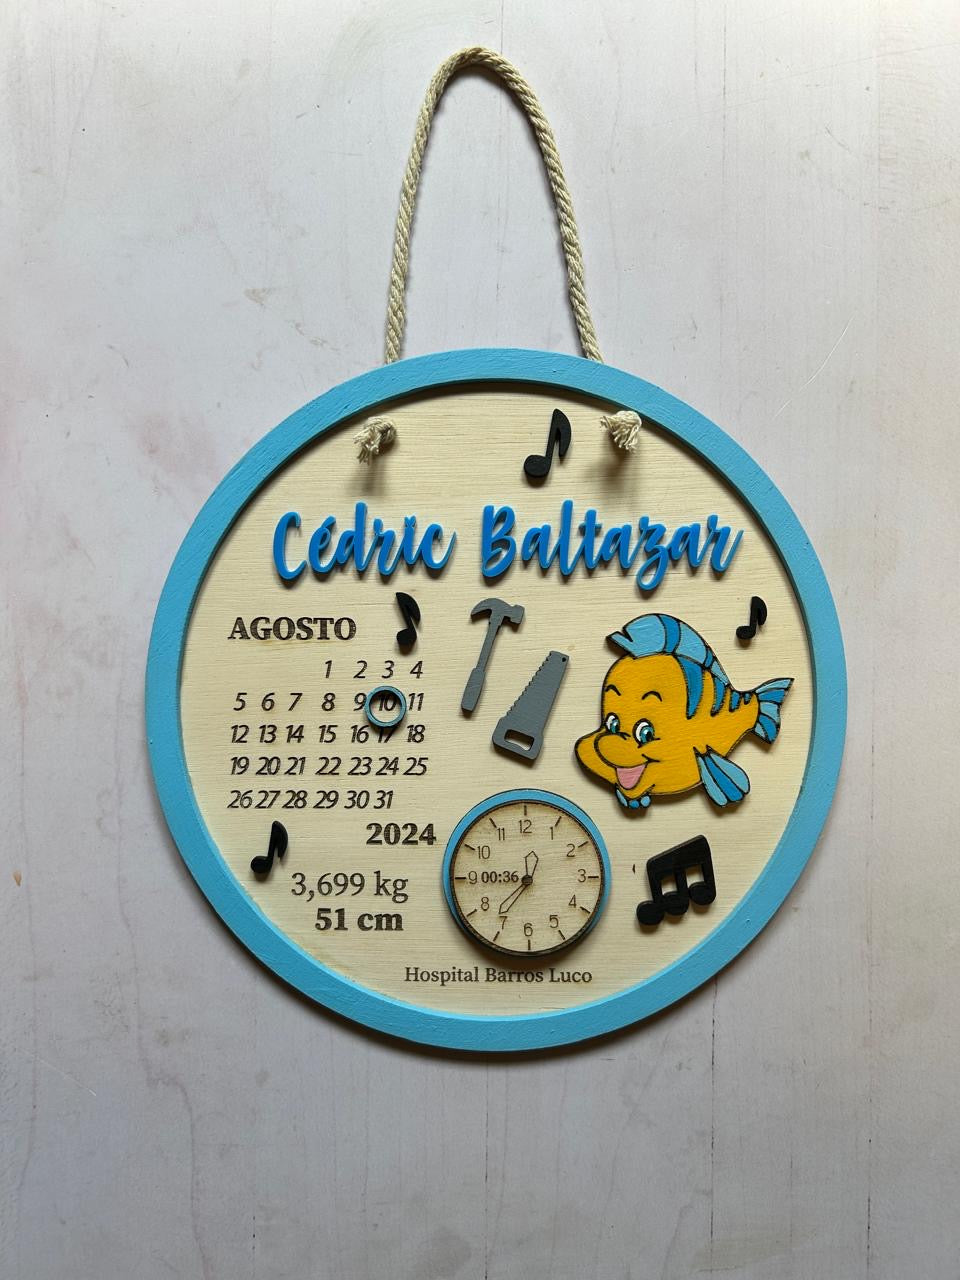 Cédric Baltazar
AGOSTO
1 2 3 4
5 6 7 8 9 10 11
12 13 14 15 16 17 18
19 20 21 22 23 24 25
26 27 28 29 30 31
2024
3,699 kg
51 cm
12
11 1
10 2
9 00:36 3
8 4
7 5
6
Hospital Barros Luco